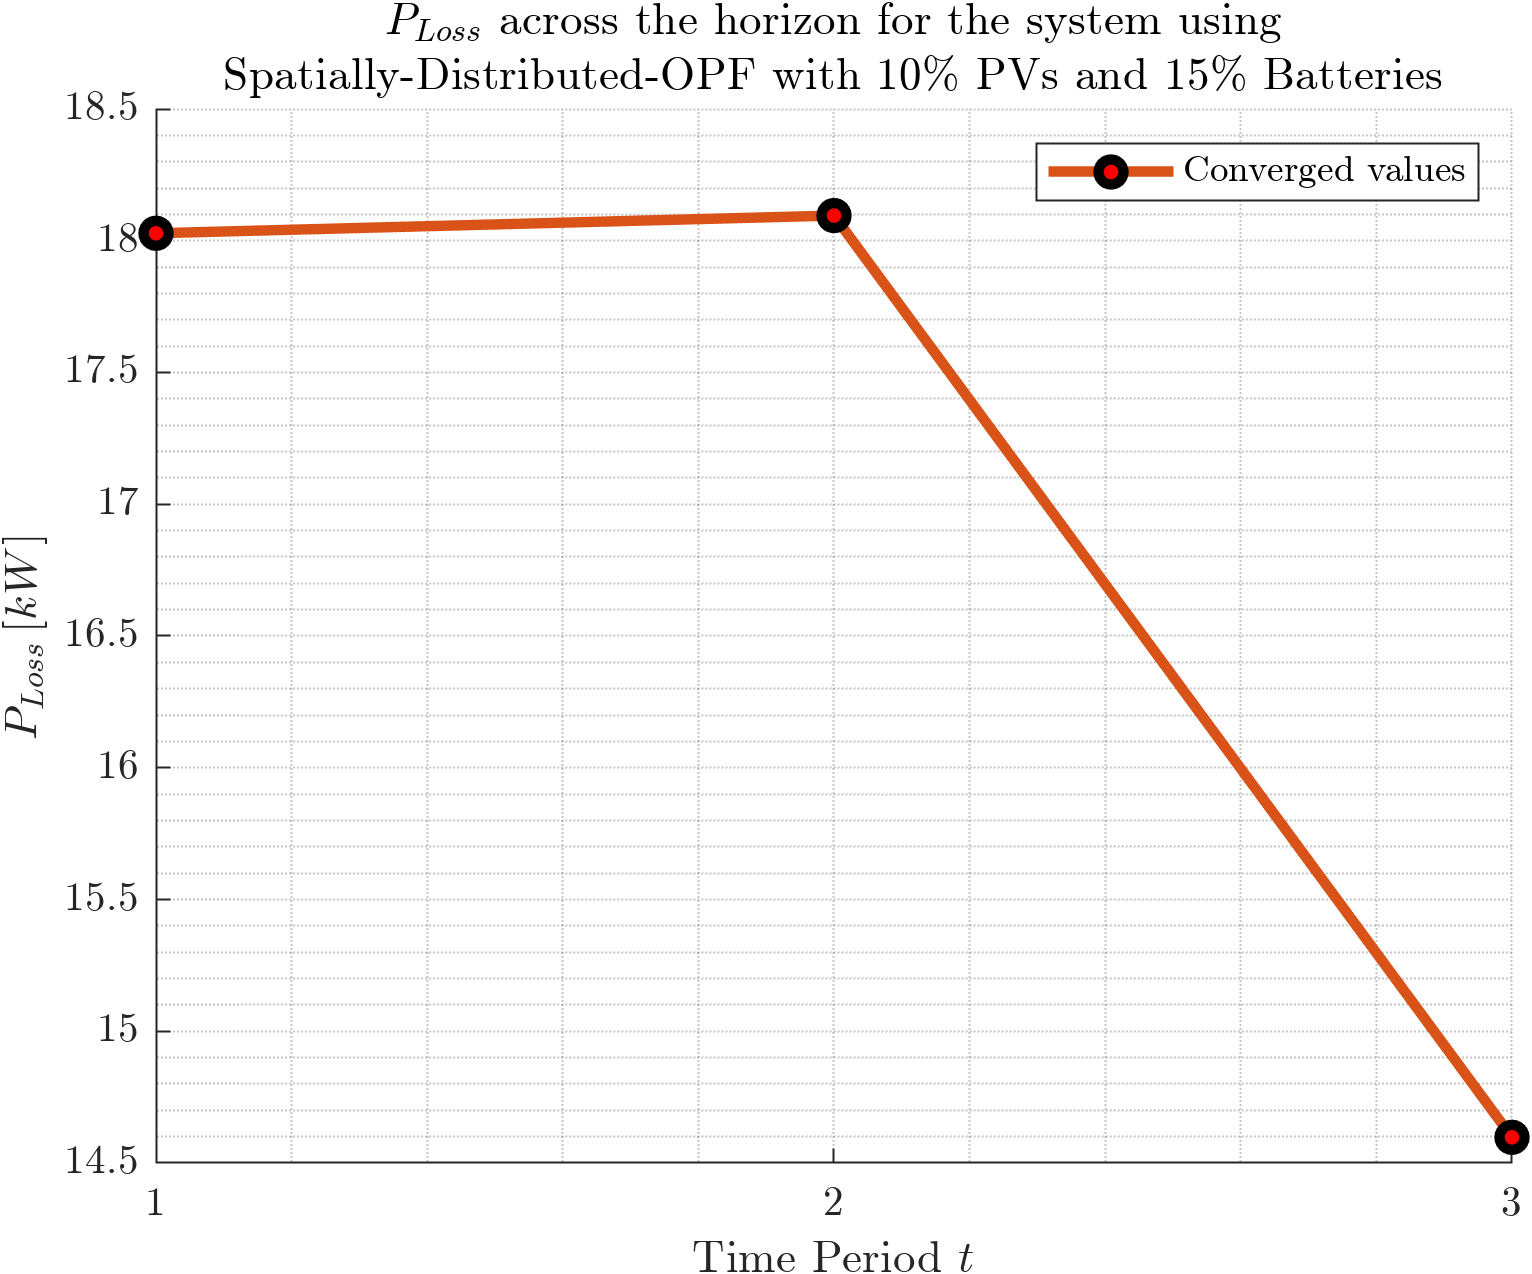 P_Loss across the horizon for the system using
Spatially-Distributed-OPF with 10% PVs and 15% Batteries
Converged values
P_Loss [kW]
18.5
18
17.5
17
16.5
16
15.5
15
14.5
1 2 3
Time Period t